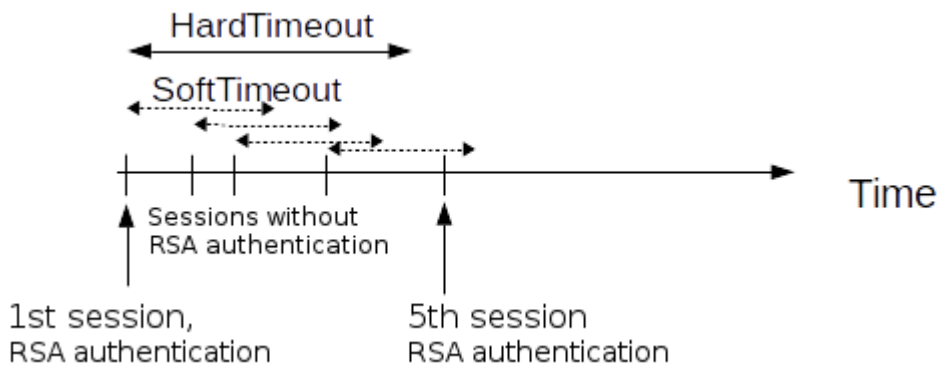 HardTimeout
SoftTimeout
Time
Sessions without
RSA authentication
1st session,
RSA authentication
5th session
RSA authentication